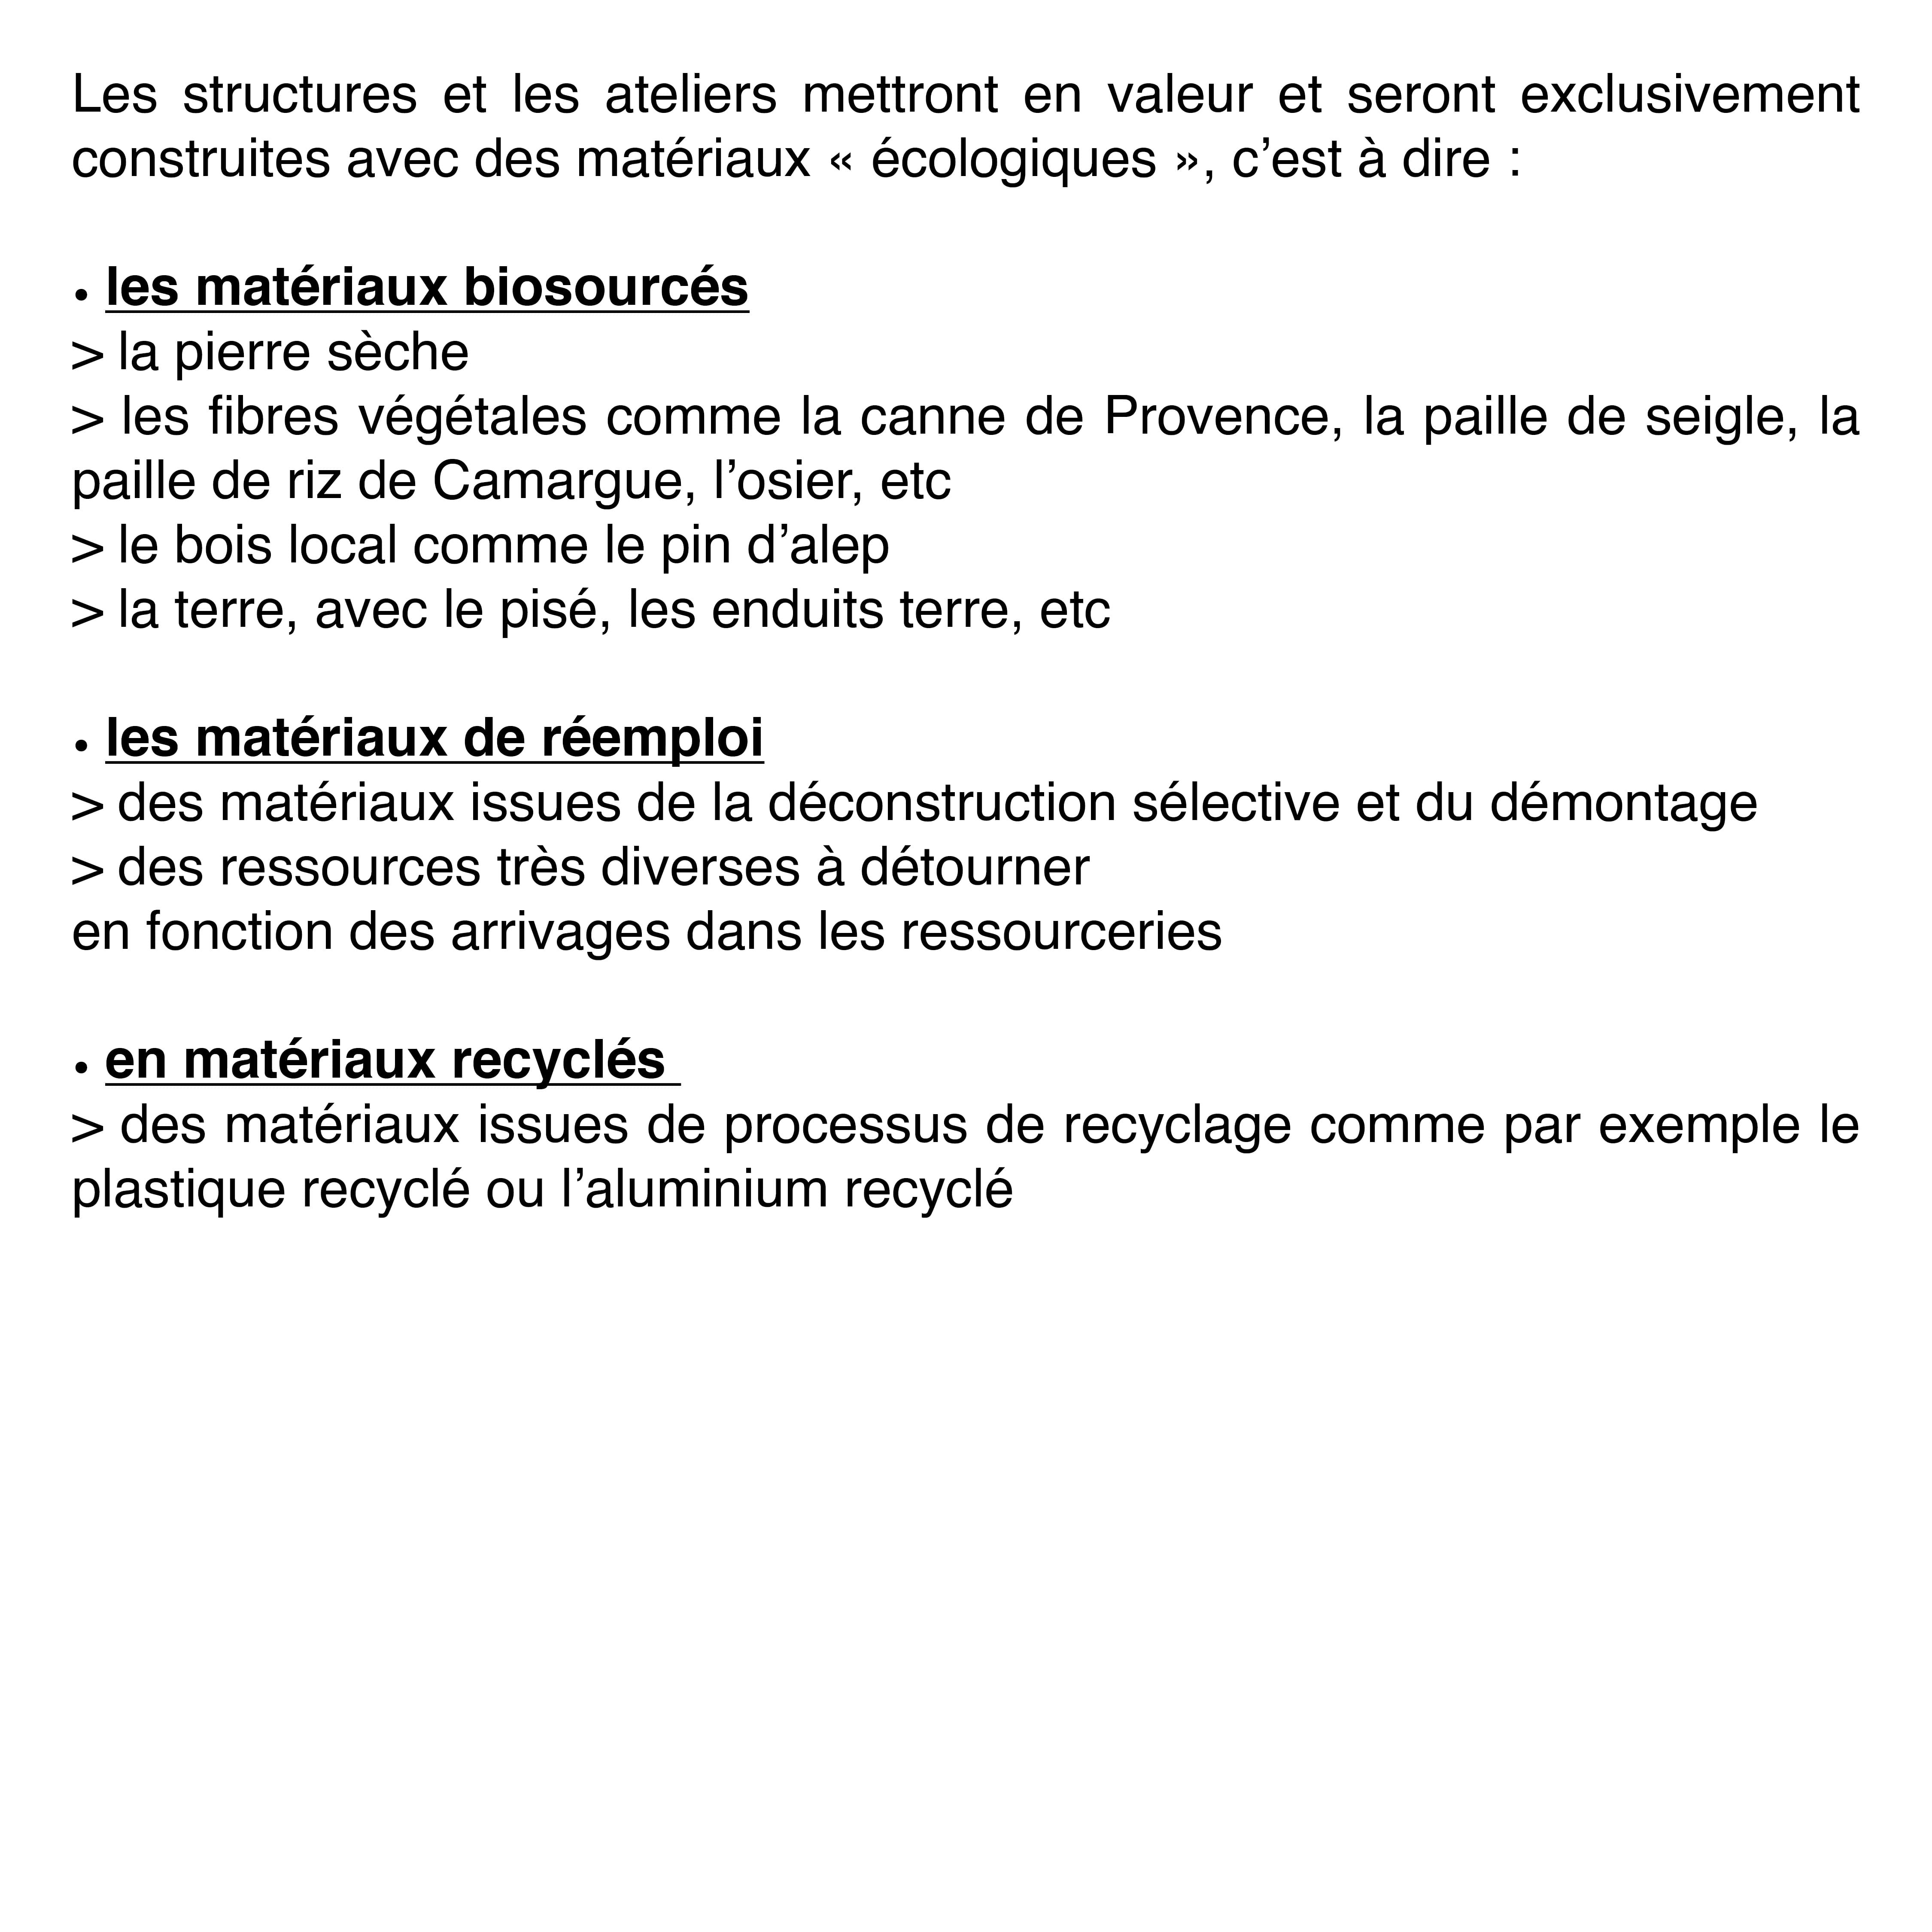 Les structures et les ateliers mettront en valeur et seront exclusivement
construites avec des matériaux « écologiques », c’est à dire :
• les matériaux biosourcés
> la pierre sèche
> les fibres végétales comme la canne de Provence, la paille de seigle, la
paille de riz de Camargue, l’osier, etc
> le bois local comme le pin d’alep
> la terre, avec le pisé, les enduits terre, etc
• les matériaux de réemploi
> des matériaux issues de la déconstruction sélective et du démontage
> des ressources très diverses à détourner
en fonction des arrivages dans les ressourceries
• en matériaux recyclés
> des matériaux issues de processus de recyclage comme par exemple le
plastique recyclé ou l’aluminium recyclé